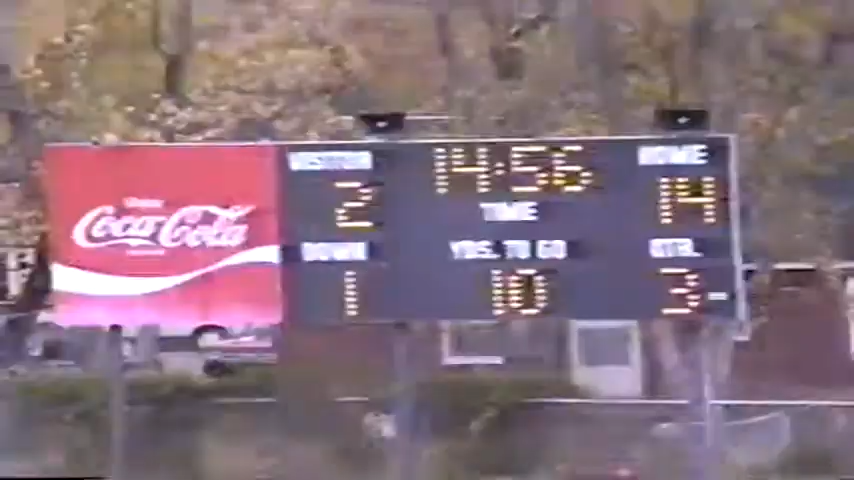 Coca-Cola
VISITOR
14:56
HOME
2
TIME
14
DOWN
YDS. TO GO
QTR.
1
10
3